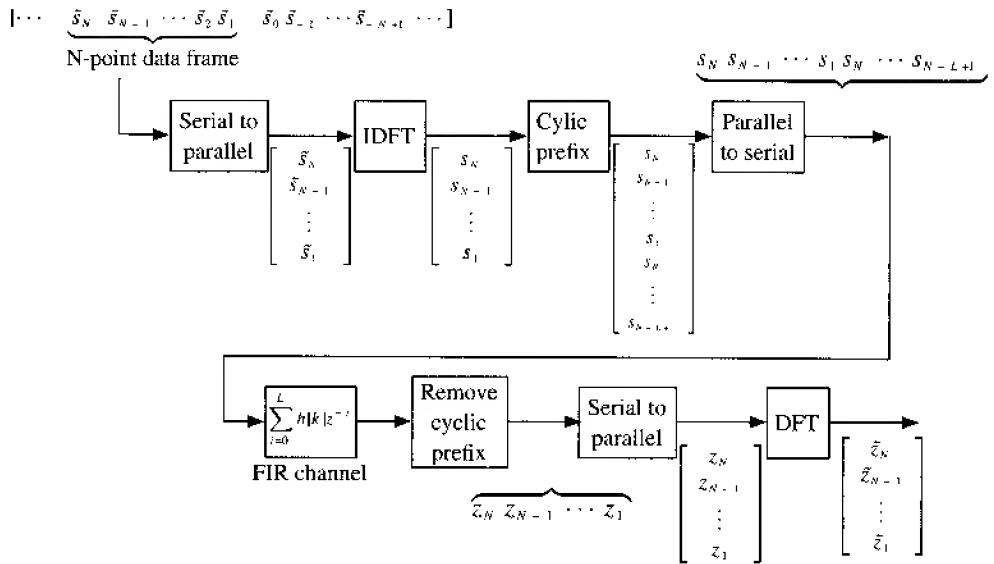 [··· s̃_N s̃_{N-1} ··· s̃_2 s̃_1 s̃_0 s̃_{-2} ··· s̃_{-N+1} ···]
N-point data frame
s_N s_{N-1} ··· s_1 s_N ··· s_{N-L+1}
Serial to
parallel
IDFT
Cylic
prefix
Parallel
to serial
s̃_N
s̃_{N-1}
⋮
s̃_1
s_N
s_{N-1}
⋮
s_1
s_N
s_{N-1}
⋮
s_1
s_N
⋮
s_{N-L+1}
L
∑ h[k]z^{-i}
i=0
FIR channel
Remove
cyclic
prefix
Serial to
parallel
DFT
z_N z_{N-1} ··· z_1
z_N
z_{N-1}
⋮
z_1
z̃_N
z̃_{N-1}
⋮
z̃_1